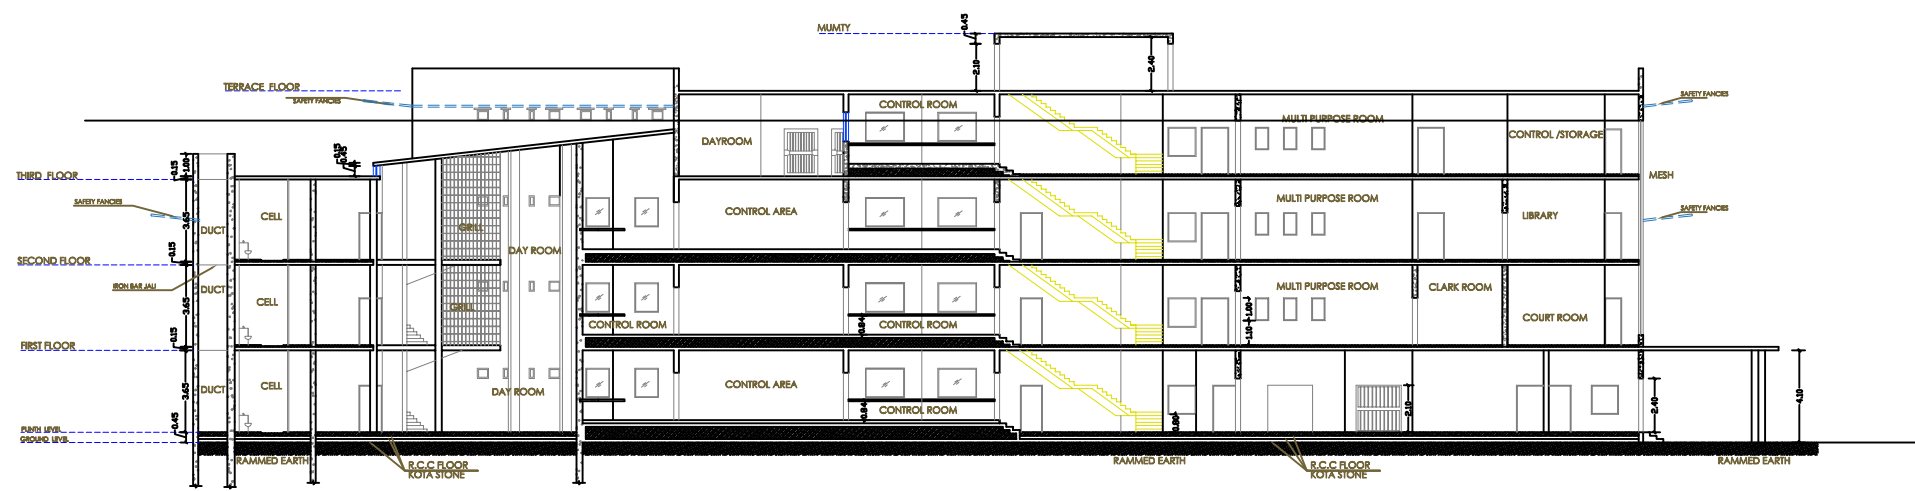 MUMTY
0.45
2.10
2.40
TERRACE FLOOR
SAFETY FANCIES
CONTROL ROOM
SAFETY FANCIES
DAYROOM
MULTI PURPOSE ROOM
CONTROL /STORAGE
0.15
0.45
0.15
1.00
THIRD FLOOR
MESH
SAFETY FANCIES
CELL
CONTROL AREA
MULTI PURPOSE ROOM
LIBRARY
SAFETY FANCIES
3.65
DUCT
GRILL
DAY ROOM
0.15
SECOND FLOOR
IRON BAR JALI
DUCT
CELL
GRILL
MULTI PURPOSE ROOM
CLARK ROOM
3.65
1.00
1.10
CONTROL ROOM
0.84
CONTROL ROOM
COURT ROOM
0.15
FIRST FLOOR
3.65
DUCT
CELL
DAY ROOM
CONTROL AREA
4.10
2.10
2.40
0.84
CONTROL ROOM
0.80
0.45
PLINTH LEVEL
GROUND LEVEL
RAMMED EARTH
R.C.C FLOOR
KOTA STONE
RAMMED EARTH
R.C.C FLOOR
KOTA STONE
RAMMED EARTH